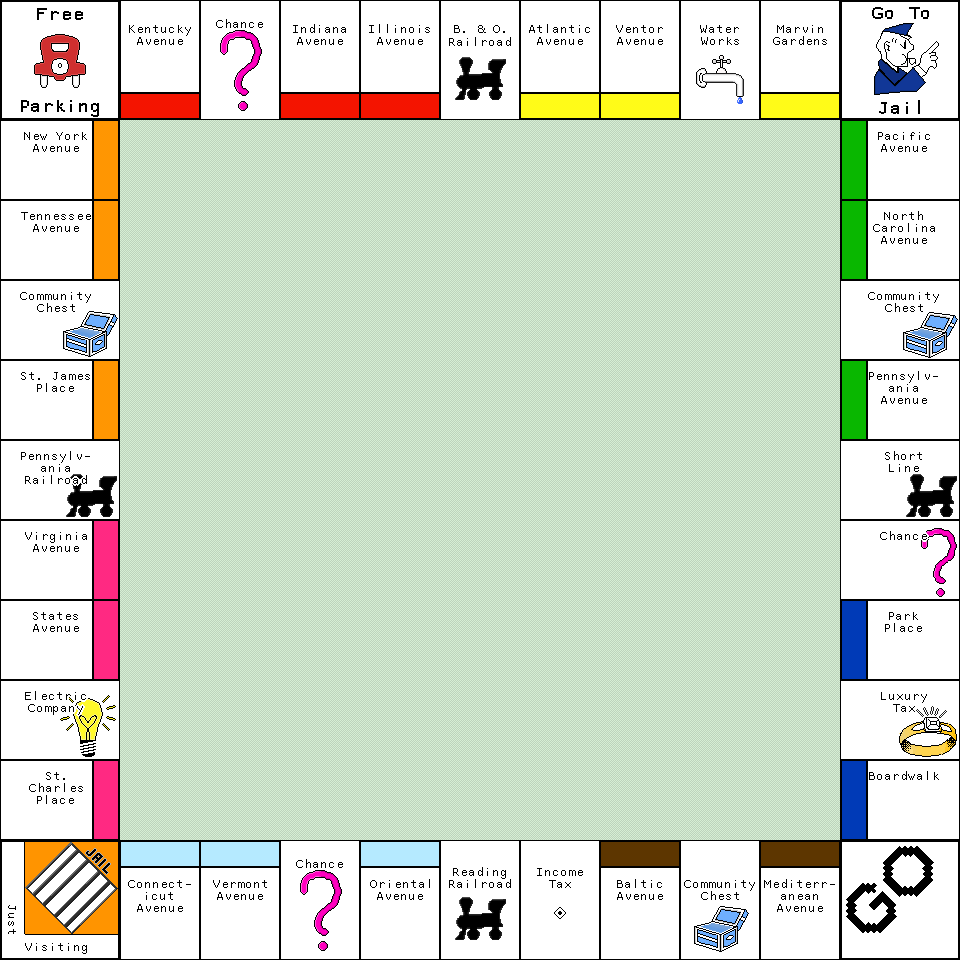 Free
Parking
Kentucky
Avenue
Chance
Indiana
Avenue
Illinois
Avenue
B. & O.
Railroad
Atlantic
Avenue
Ventor
Avenue
Water
Works
Marvin
Gardens
Go To
Jail
New York
Avenue
Tennessee
Avenue
Community
Chest
St. James
Place
Pennsylv-
ania
Railroad
Virginia
Avenue
States
Avenue
Electric
Company
St.
Charles
Place
Pacific
Avenue
North
Carolina
Avenue
Community
Chest
Pennsylv-
ania
Avenue
Short
Line
Chance
Park
Place
Luxury
Tax
Boardwalk
JAIL
Just
Visiting
Connect-
icut
Avenue
Vermont
Avenue
Chance
Oriental
Avenue
Reading
Railroad
Income
Tax
Baltic
Avenue
Community
Chest
Mediterr-
anean
Avenue
GO